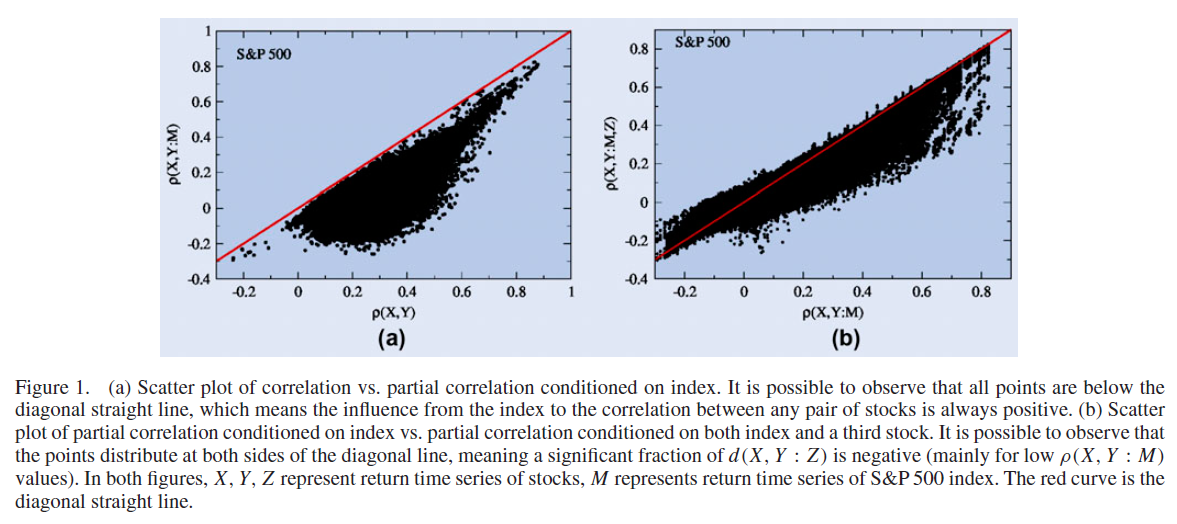 1
0.8
0.6
0.4
0.2
0
-0.2
-0.4
S&P 500
ρ(X,Y:M)
-0.2 0 0.2 0.4 0.6 0.8 1
ρ(X,Y)
(a)
0.8
0.6
0.4
0.2
0
-0.2
-0.4
S&P 500
ρ(X,Y:M,Z)
-0.2 0 0.2 0.4 0.6 0.8
ρ(X,Y:M)
(b)
Figure 1. (a) Scatter plot of correlation vs. partial correlation conditioned on index. It is possible to observe that all points are below the
diagonal straight line, which means the influence from the index to the correlation between any pair of stocks is always positive. (b) Scatter
plot of partial correlation conditioned on index vs. partial correlation conditioned on both index and a third stock. It is possible to observe that
the points distribute at both sides of the diagonal line, meaning a significant fraction of d(X, Y : Z) is negative (mainly for low ρ(X, Y : M)
values). In both figures, X, Y, Z represent return time series of stocks, M represents return time series of S&P 500 index. The red curve is the
diagonal straight line.